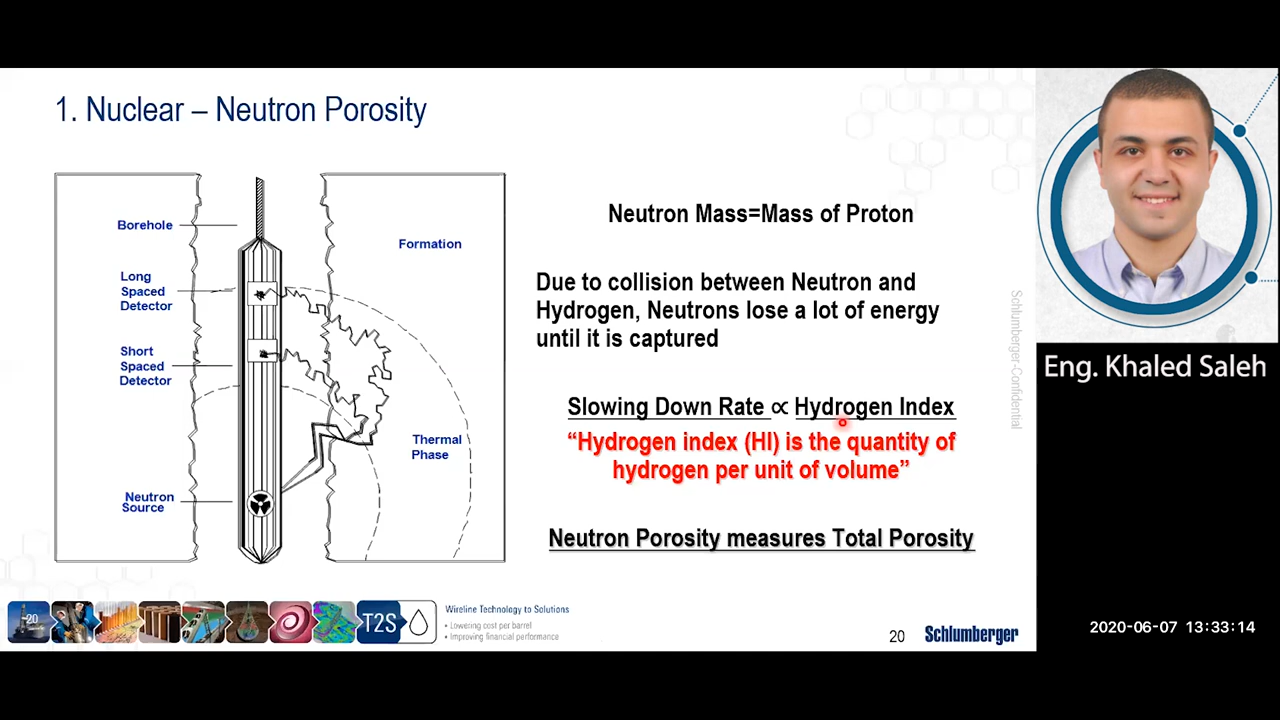 1. Nuclear – Neutron Porosity
Borehole
Long
Spaced
Detector
Short
Spaced
Detector
Neutron
Source
Formation
Thermal
Phase
Neutron Mass=Mass of Proton
Due to collision between Neutron and
Hydrogen, Neutrons lose a lot of energy
until it is captured
Slowing Down Rate ∝ Hydrogen Index
“Hydrogen index (HI) is the quantity of
hydrogen per unit of volume”
Neutron Porosity measures Total Porosity
Schlumberger-Confidential
20
T2S
Wireline Technology to Solutions
• Lowering cost per barrel
• Improving financial performance
20
Schlumberger
Eng. Khaled Saleh
2020-06-07 13:33:14